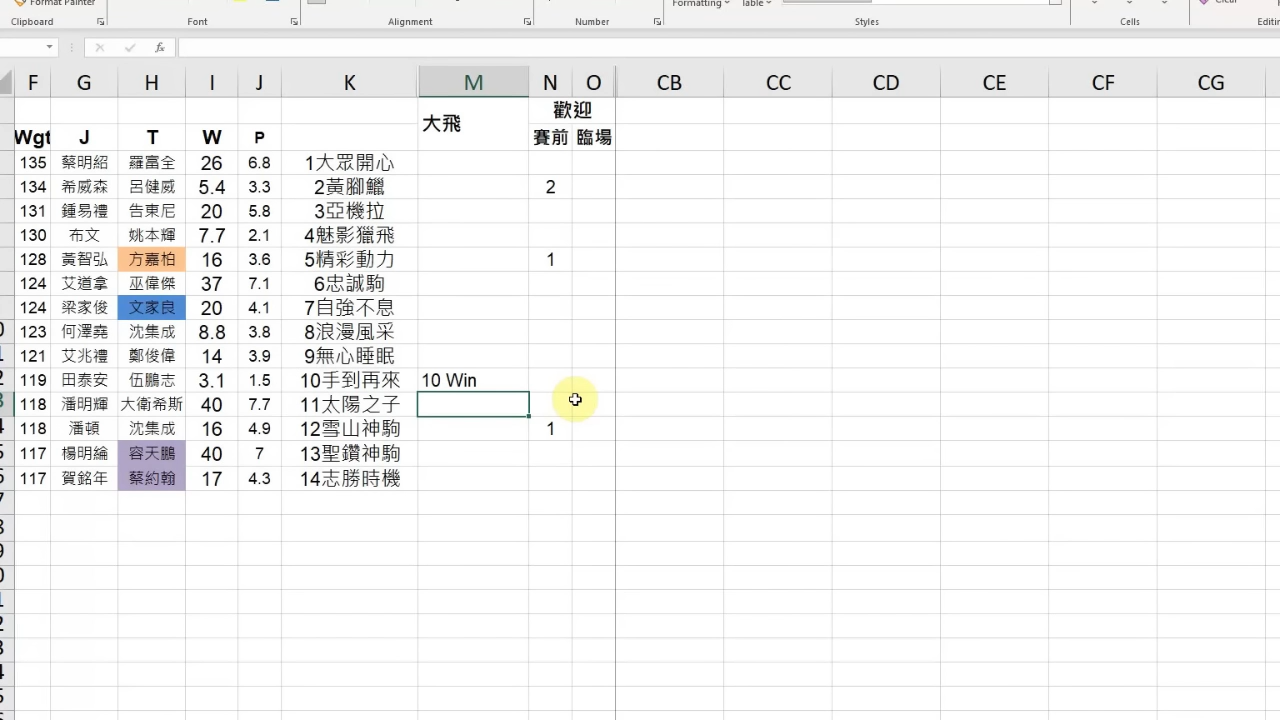 Format Painter Formatting Table Clear
Clipboard Font Alignment Number Styles Cells
fx
F G H I J K M N O CB CC CD CE CF CG
大飛 歡迎
Wgt J T W P 賽前 臨場
135 蔡明紹 羅富全 26 6.8 1大眾開心
134 希威森 呂健威 5.4 3.3 2黃腳鱲 2
131 鍾易禮 告東尼 20 5.8 3亞機拉
130 布文 姚本輝 7.7 2.1 4魅影獵飛
128 黃智弘 方嘉柏 16 3.6 5精彩動力 1
124 艾道拿 巫偉傑 37 7.1 6忠誠駒
124 梁家俊 文家良 20 4.1 7自強不息
123 何澤堯 沈集成 8.8 3.8 8浪漫風采
121 艾兆禮 鄭俊偉 14 3.9 9無心睡眠
119 田泰安 伍鵬志 3.1 1.5 10手到再來 10 Win
118 潘明輝 大衛希斯 40 7.7 11太陽之子
118 潘頓 沈集成 16 4.9 12雪山神駒 1
117 楊明綸 容天鵬 40 7 13聖鑽神駒
117 賀銘年 蔡約翰 17 4.3 14志勝時機